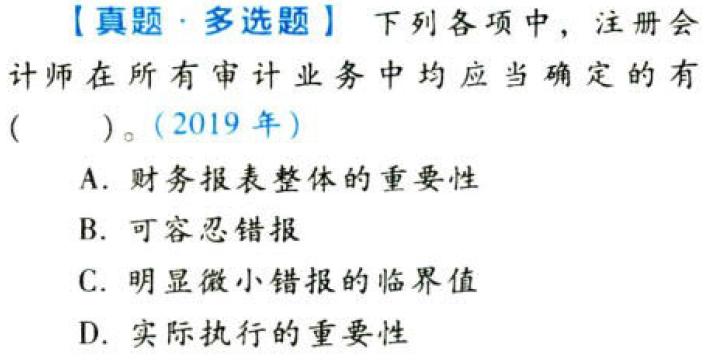 【真题·多选题】 下列各项中，注册会
计师在所有审计业务中均应当确定的有
(　　)。(2019 年)
A. 财务报表整体的重要性
B. 可容忍错报
C. 明显微小错报的临界值
D. 实际执行的重要性